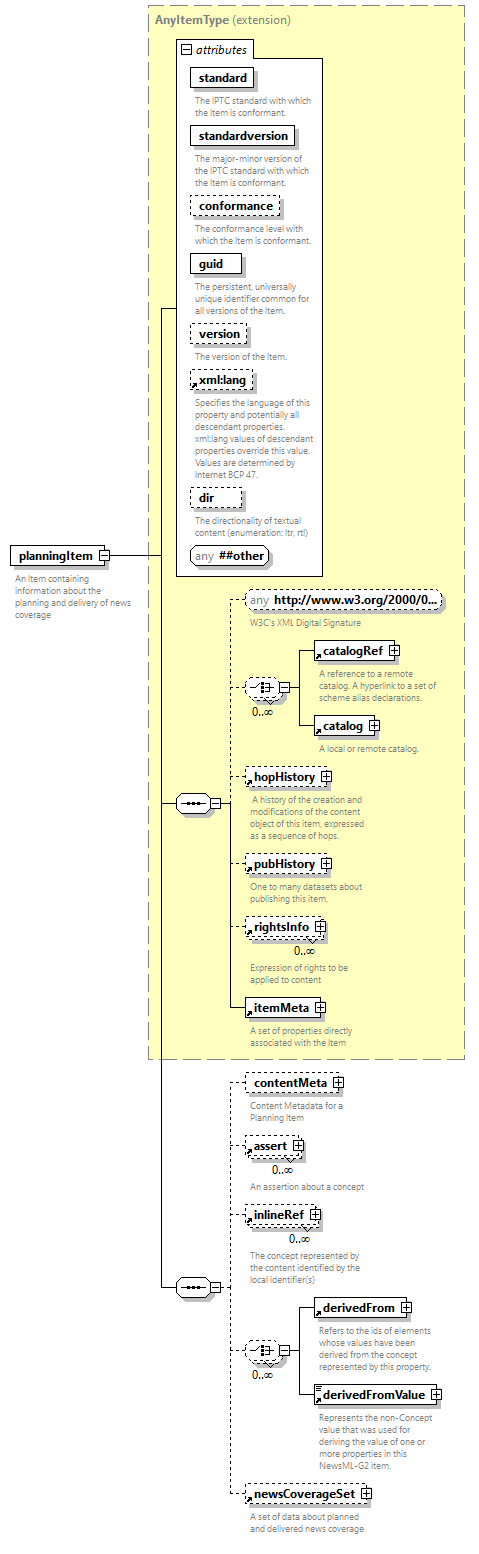 AnyItemType (extension)
attributes
standard
The IPTC standard with which
the Item is conformant.
standardversion
The major-minor version of
the IPTC standard with which
the Item is conformant.
conformance
The conformance level with
which the Item is conformant.
guid
The persistent, universally
unique identifier common for
all versions of the Item.
version
The version of the Item.
xml:lang
Specifies the language of this
property and potentially all
descendant properties.
xml:lang values of descendant
properties override this value.
Values are determined by
Internet BCP 47.
dir
The directionality of textual
content (enumeration: ltr, rtl)
any ##other
planningItem
An Item containing
information about the
planning and delivery of news
coverage
any http://www.w3.org/2000/0...
W3C's XML Digital Signature
catalogRef
A reference to a remote
catalog. A hyperlink to a set of
scheme alias declarations.
0..∞
catalog
A local or remote catalog.
hopHistory
A history of the creation and
modifications of the content
object of this item, expressed
as a sequence of hops.
pubHistory
One to many datasets about
publishing this item.
rightsInfo
0..∞
Expression of rights to be
applied to content
itemMeta
A set of properties directly
associated with the Item
contentMeta
Content Metadata for a
Planning Item
assert
0..∞
An assertion about a concept
inlineRef
0..∞
The concept represented by
the content identified by the
local identifier(s)
derivedFrom
Refers to the ids of elements
whose values have been
derived from the concept
represented by this property.
0..∞
derivedFromValue
Represents the non-Concept
value that was used for
deriving the value of one or
more properties in this
NewsML-G2 item.
newsCoverageSet
A set of data about planned
and delivered news coverage